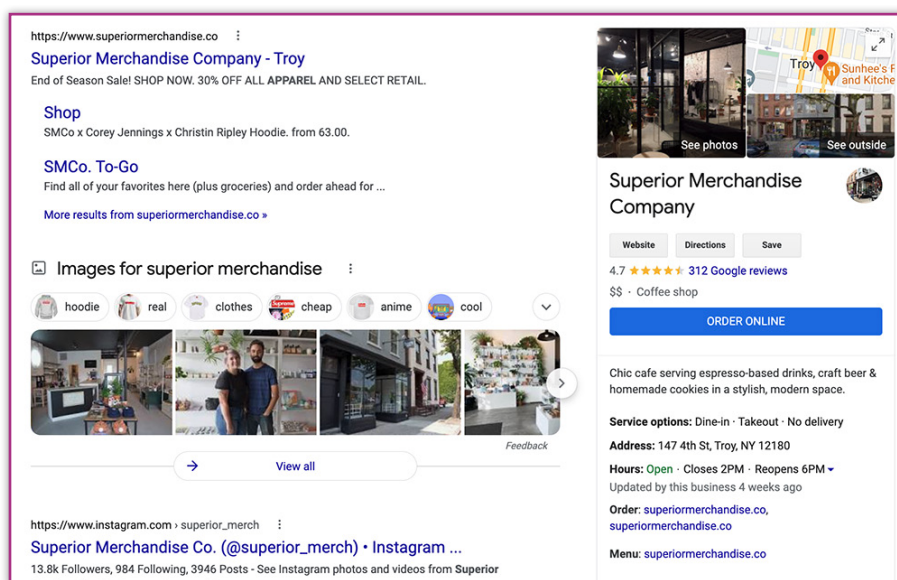 https://www.superiormerchandise.co
Superior Merchandise Company - Troy
End of Season Sale! SHOP NOW. 30% OFF ALL APPAREL AND SELECT RETAIL.
Shop
SMCo x Corey Jennings x Christin Ripley Hoodie. from 63.00.
SMCo. To-Go
Find all of your favorites here (plus groceries) and order ahead for ...
More results from superiormerchandise.co »
Images for superior merchandise
hoodie
real
clothes
Supreme
cheap
anime
cool
Feedback
View all
https://www.instagram.com › superior_merch
Superior Merchandise Co. (@superior_merch) • Instagram ...
13.8k Followers, 984 Following, 3946 Posts - See Instagram photos and videos from Superior
See photos
Troy
Sunhee's F
and Kitche
See outside
Superior Merchandise
Company
Website
Directions
Save
4.7
312 Google reviews
$$ · Coffee shop
ORDER ONLINE
Chic cafe serving espresso-based drinks, craft beer &
homemade cookies in a stylish, modern space.
Service options: Dine-in · Takeout · No delivery
Address: 147 4th St, Troy, NY 12180
Hours: Open · Closes 2PM · Reopens 6PM
Updated by this business 4 weeks ago
Order: superiormerchandise.co,
superiormerchandise.co
Menu: superiormerchandise.co